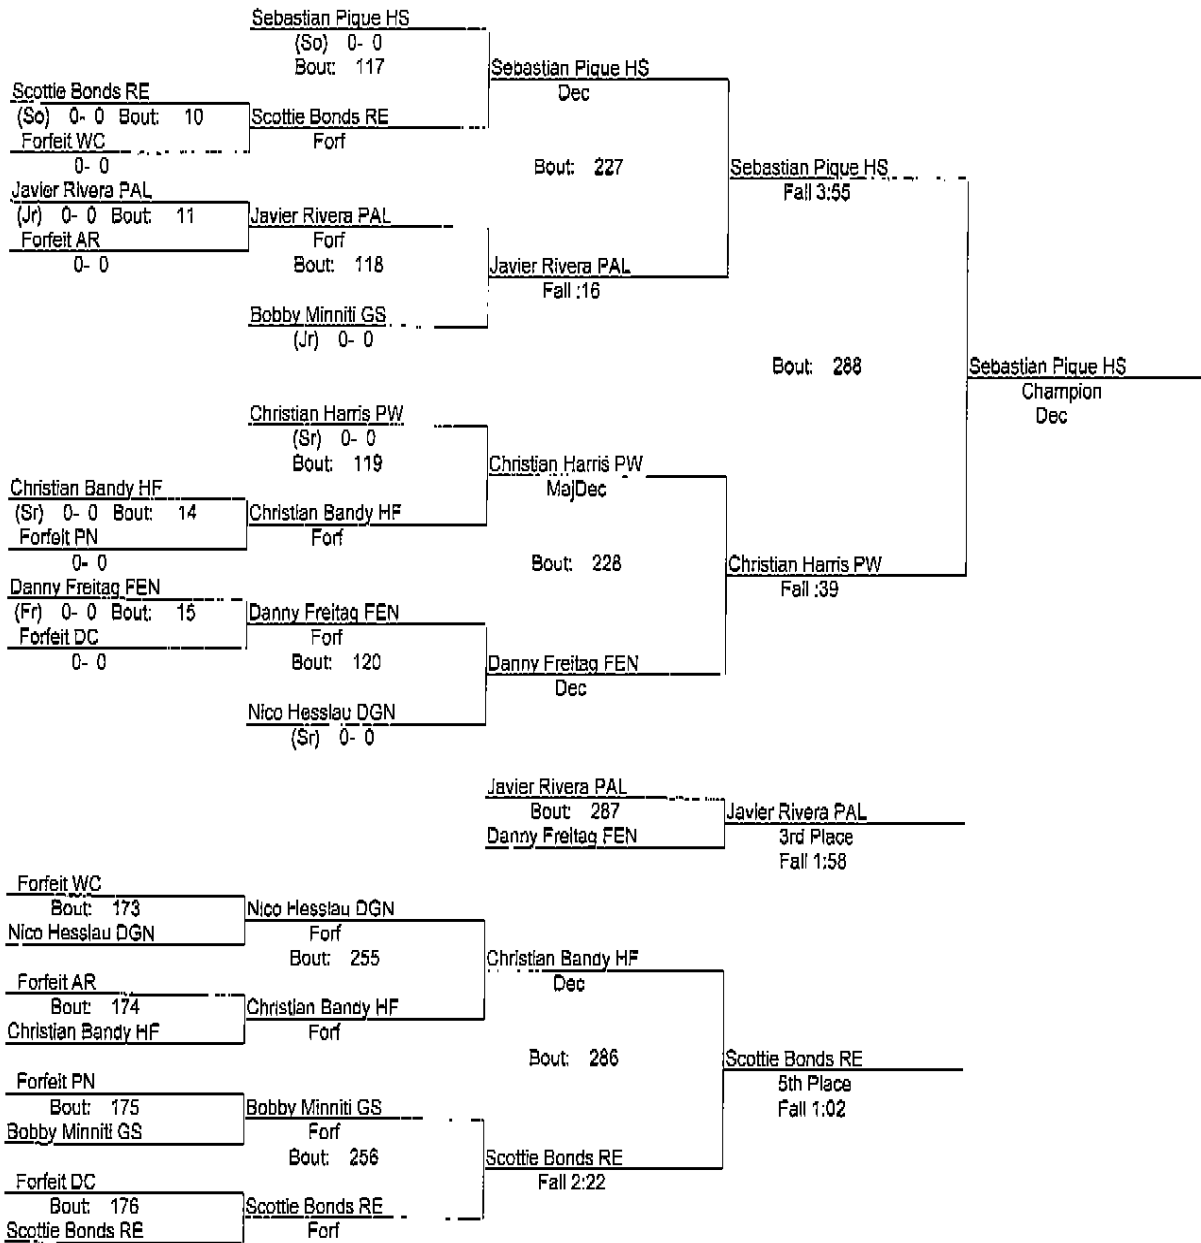 Sebastian Pique HS
(So) 0- 0
Bout: 117
Sebastian Pique HS
Dec
Scottie Bonds RE
(So) 0- 0 Bout: 10
Scottie Bonds RE
Forf
Forfeit WC
0- 0
Bout: 227
Sebastian Pique HS
Fall 3:55
Javier Rivera PAL
(Jr) 0- 0 Bout: 11
Javier Rivera PAL
Forf
Forfeit AR
0- 0
Bout: 118
Javier Rivera PAL
Fall :16
Bobby Minniti GS
(Jr) 0- 0
Bout: 288
Sebastian Pique HS
Champion
Dec
Christian Harris PW
(Sr) 0- 0
Bout: 119
Christian Harris PW
MajDec
Christian Bandy HF
(Sr) 0- 0 Bout: 14
Christian Bandy HF
Forf
Forfeit PN
0- 0
Bout: 228
Christian Harris PW
Fall :39
Danny Freitag FEN
(Fr) 0- 0 Bout: 15
Danny Freitag FEN
Forf
Forfeit DC
0- 0
Bout: 120
Danny Freitag FEN
Dec
Nico Hesslau DGN
(Sr) 0- 0
Javier Rivera PAL
Bout: 287
Javier Rivera PAL
Danny Freitag FEN
3rd Place
Fall 1:58
Forfeit WC
Bout: 173
Nico Hesslau DGN
Nico Hesslau DGN
Forf
Bout: 255
Christian Bandy HF
Dec
Forfeit AR
Bout: 174
Christian Bandy HF
Christian Bandy HF
Forf
Bout: 286
Scottie Bonds RE
5th Place
Fall 1:02
Forfeit PN
Bout: 175
Bobby Minniti GS
Bobby Minniti GS
Forf
Bout: 256
Scottie Bonds RE
Fall 2:22
Forfeit DC
Bout: 176
Scottie Bonds RE
Scottie Bonds RE
Forf